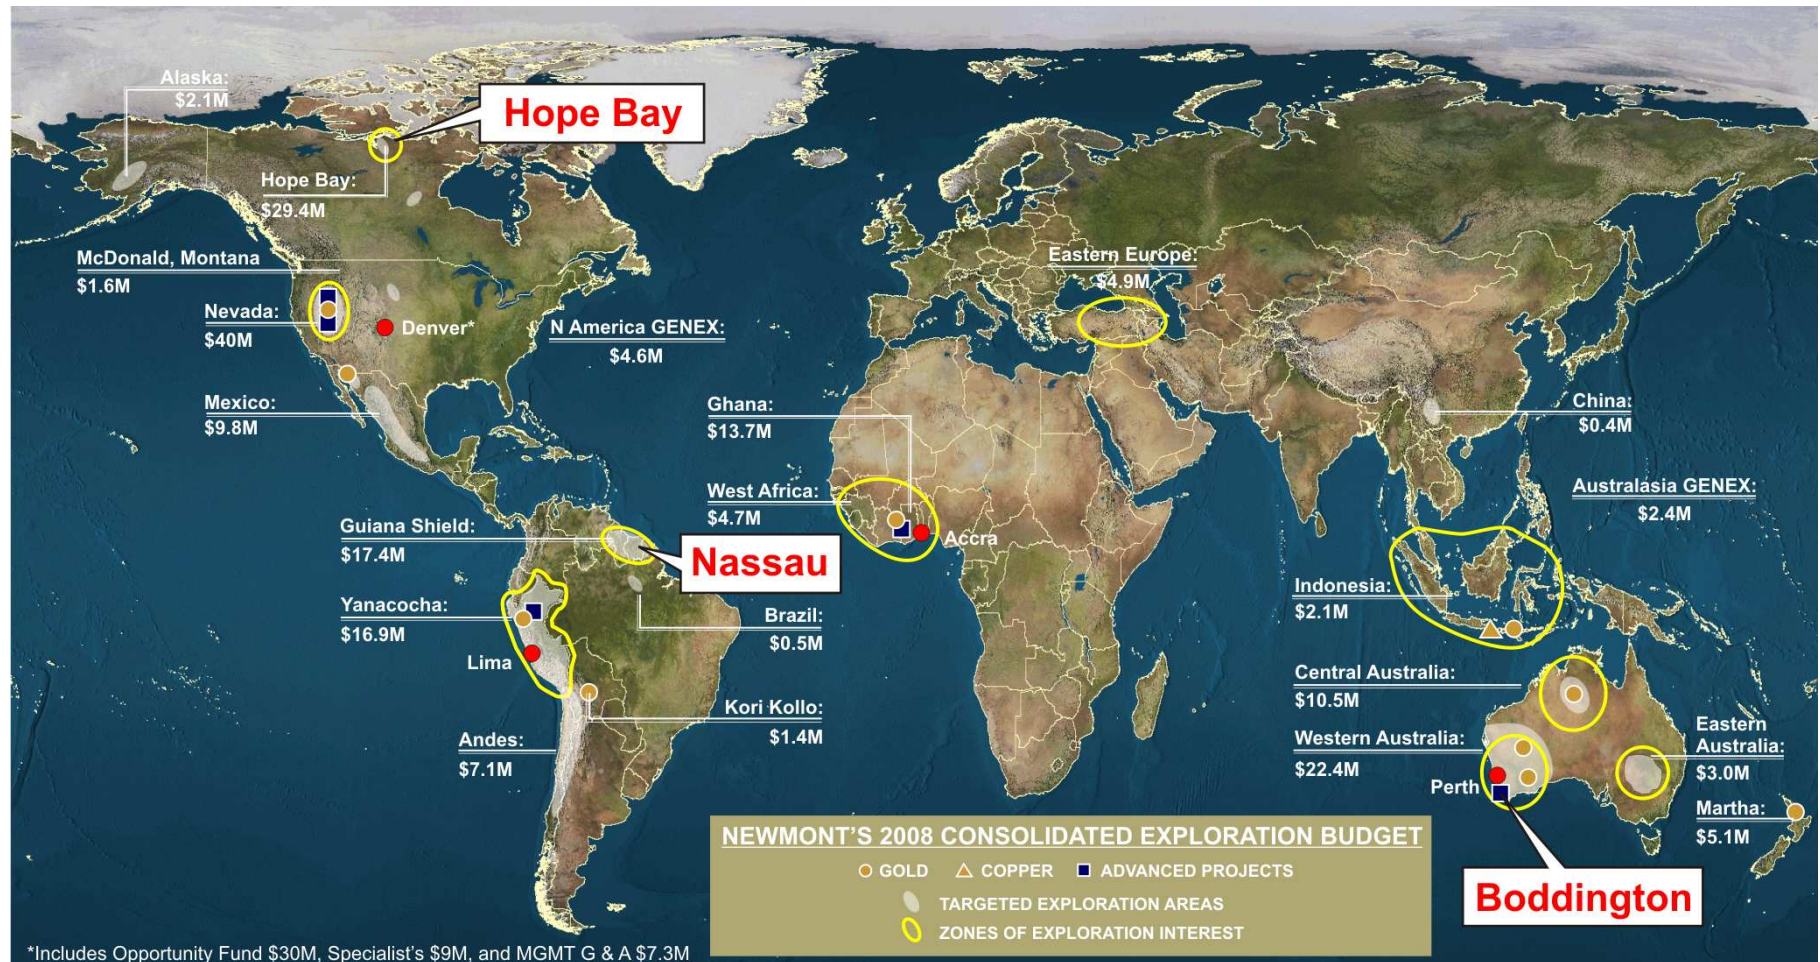 Alaska:
$2.1M
Hope Bay
Hope Bay:
$29.4M
McDonald, Montana
$1.6M
Nevada:
$40M
Denver*
N America GENEX:
$4.6M
Mexico:
$9.8M
Eastern Europe:
$4.9M
Ghana:
$13.7M
West Africa:
$4.7M
Accra
China:
$0.4M
Australasia GENEX:
$2.4M
Guiana Shield:
$17.4M
Nassau
Yanacocha:
$16.9M
Lima
Brazil:
$0.5M
Kori Kollo:
$1.4M
Andes:
$7.1M
Indonesia:
$2.1M
Central Australia:
$10.5M
Western Australia:
$22.4M
Perth
Eastern
Australia:
$3.0M
Martha:
$5.1M
Boddington
NEWMONT'S 2008 CONSOLIDATED EXPLORATION BUDGET
GOLD COPPER ADVANCED PROJECTS
TARGETED EXPLORATION AREAS
ZONES OF EXPLORATION INTEREST
*Includes Opportunity Fund $30M, Specialist's $9M, and MGMT G & A $7.3M